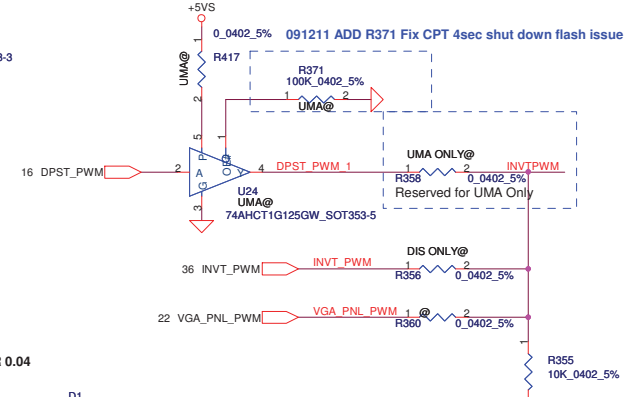 +5VS
0_0402_5%
091211 ADD R371 Fix CPT 4sec shut down flash issue
1
UMA@
R417
2
R371
100K_0402_5%
1
2
UMA@
5
1
UMA ONLY@
16 DPST_PWM
2
A
P
OE#
G
Y
4
DPST_PWM_1
1
2
INVTPWM
R358
0_0402_5%
U24
UMA@
3
74AHCT1G125GW_SOT353-5
Reserved for UMA Only
DIS ONLY@
36 INVT_PWM
INVT_PWM
1
2
R356
0_0402_5%
22 VGA_PNL_PWM
VGA_PNL_PWM
1
@
2
R360
0_0402_5%
1
R355
10K_0402_5%
0.04
D1